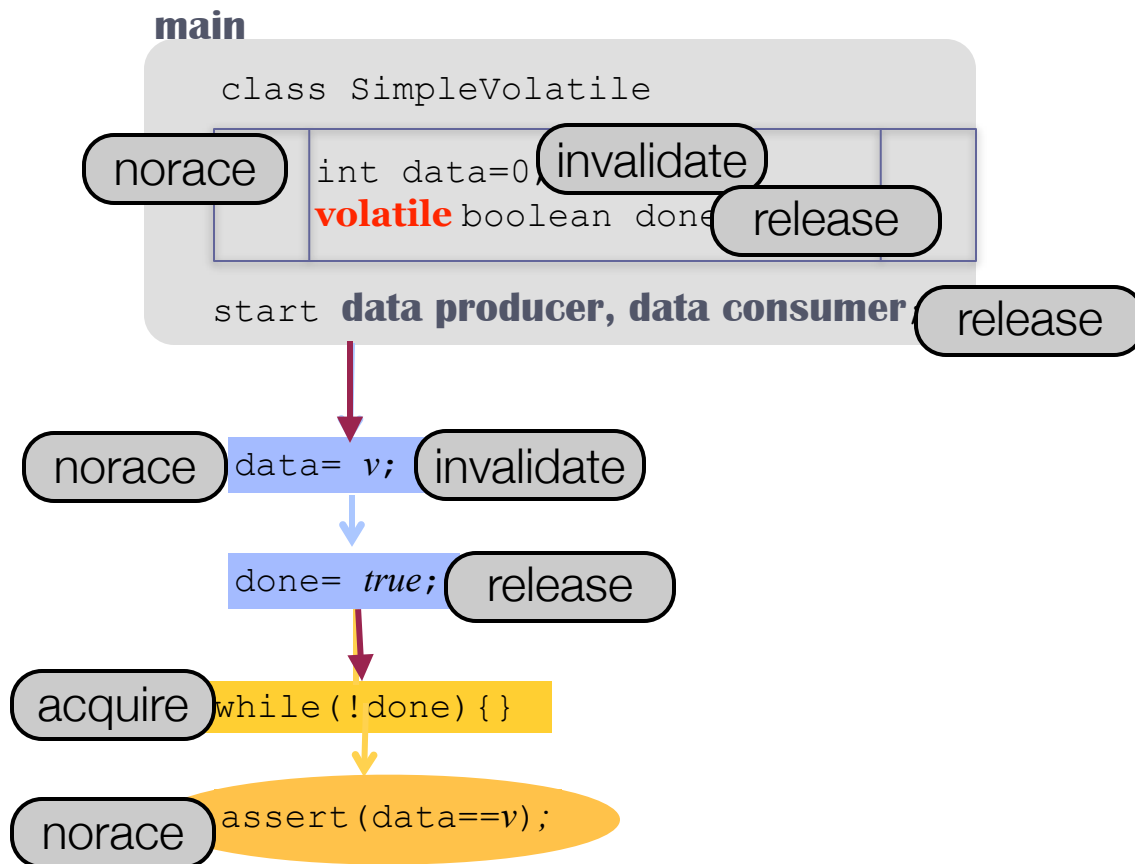 main
class SimpleVolatile
norace
int data=0; invalidate
volatile boolean done release
start data producer, data consumer; release
norace data= v; invalidate
done= true; release
acquire while(!done){}
norace assert(data==v);